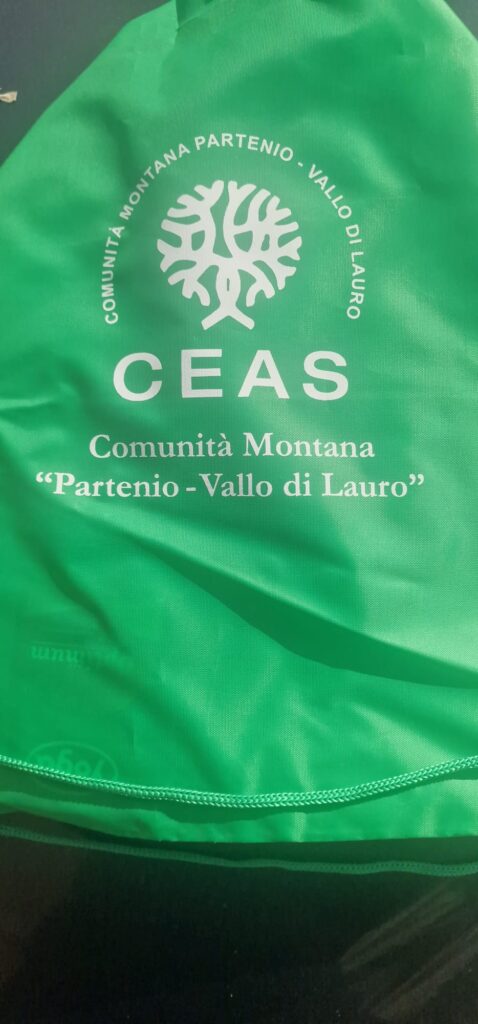 COMUNITÀ MONTANA PARTENIO - VALLO DI LAURO
CEAS
Comunità Montana
“Partenio - Vallo di Lauro”